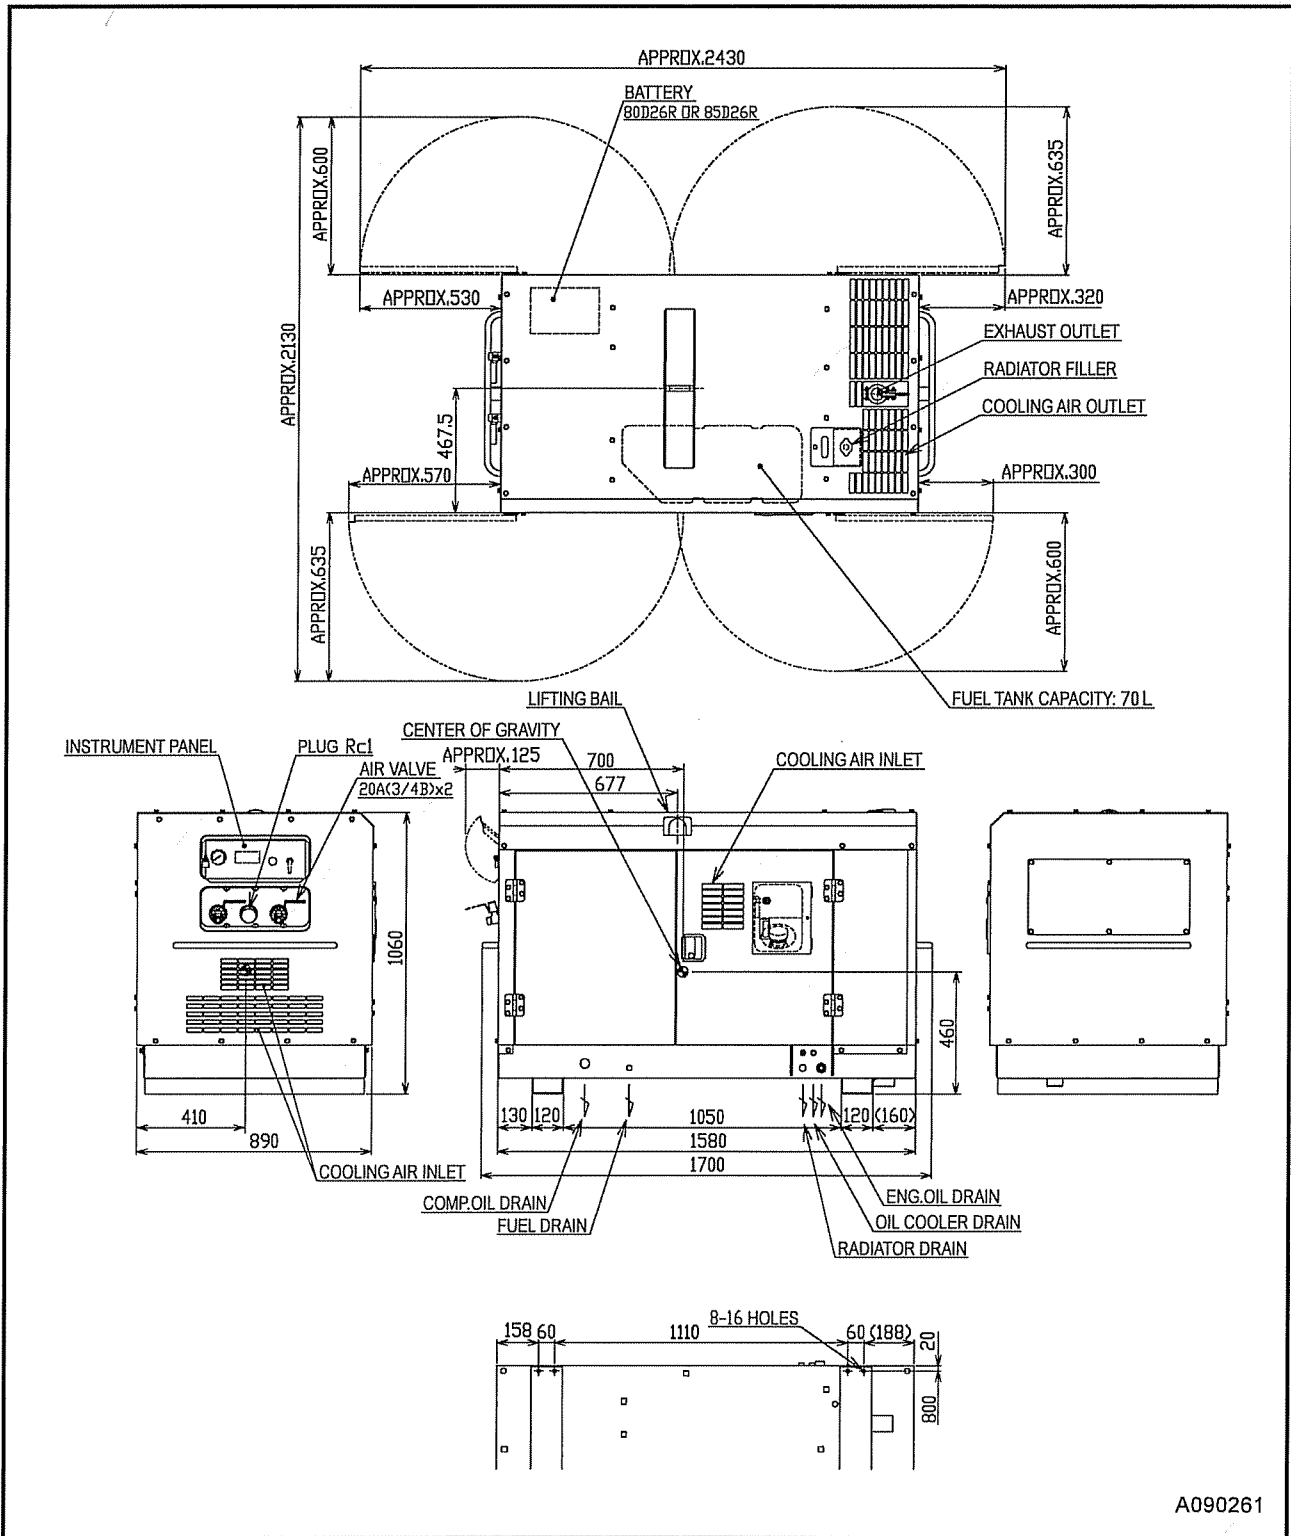 APPROX.2430
BATTERY
80D26R OR 85D26R
APPROX.600
APPROX.635
APPROX.2130
APPROX.530
APPROX.320
EXHAUST OUTLET
RADIATOR FILLER
COOLING AIR OUTLET
467.5
APPROX.570
APPROX.300
APPROX.635
APPROX.600
FUEL TANK CAPACITY: 70L
LIFTING BAIL
CENTER OF GRAVITY
INSTRUMENT PANEL
PLUG Rc1
APPROX.125
700
COOLING AIR INLET
AIR VALVE
20A(3/4B)x2
677
1060
460
410
130
120
1050
120
(160)
890
1580
COOLING AIR INLET
1700
COMP.OIL DRAIN
ENG.OIL DRAIN
FUEL DRAIN
OIL COOLER DRAIN
RADIATOR DRAIN
8-16 HOLES
158
60
1110
60
(188)
20
800
A090261